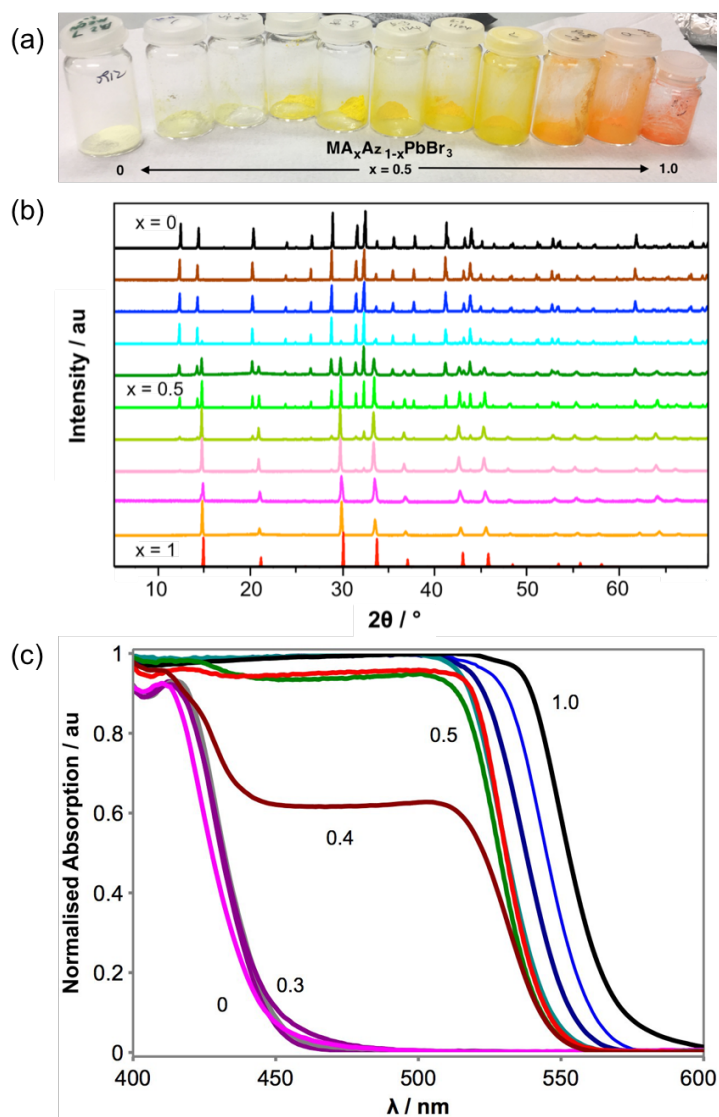 (a)
MAₓAz₁₋ₓPbBr₃
0 x = 0.5 1.0
(b)
x = 0
x = 0.5
x = 1
Intensity / au
10 20 30 40 50 60
2θ / °
(c)
1
0.8
0.6
0.4
0.2
0
Normalised Absorption / au
1.0
0.5
0.4
0.3
0
400 450 500 550 600
λ / nm